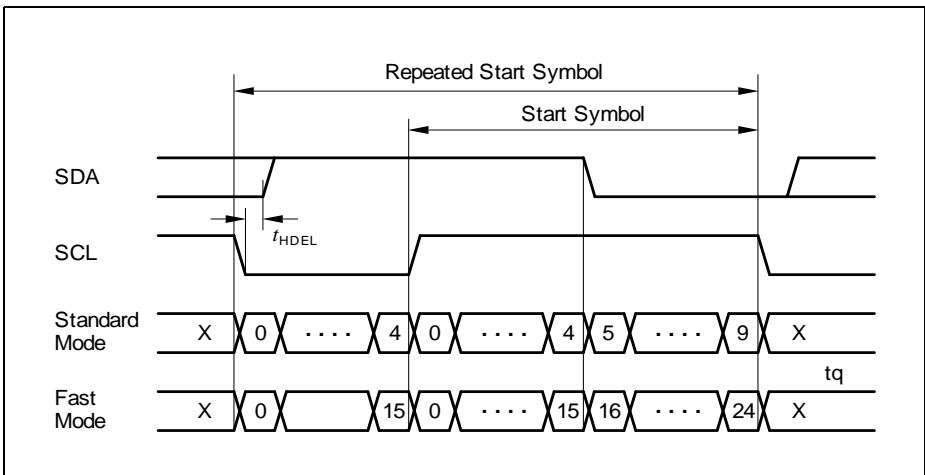 Repeated Start Symbol
Start Symbol
SDA
tHDEL
SCL
Standard Mode X 0 ···· 4 0 ···· 4 5 ···· 9 X
tq
Fast Mode X 0 15 0 ···· 15 16 ···· 24 X